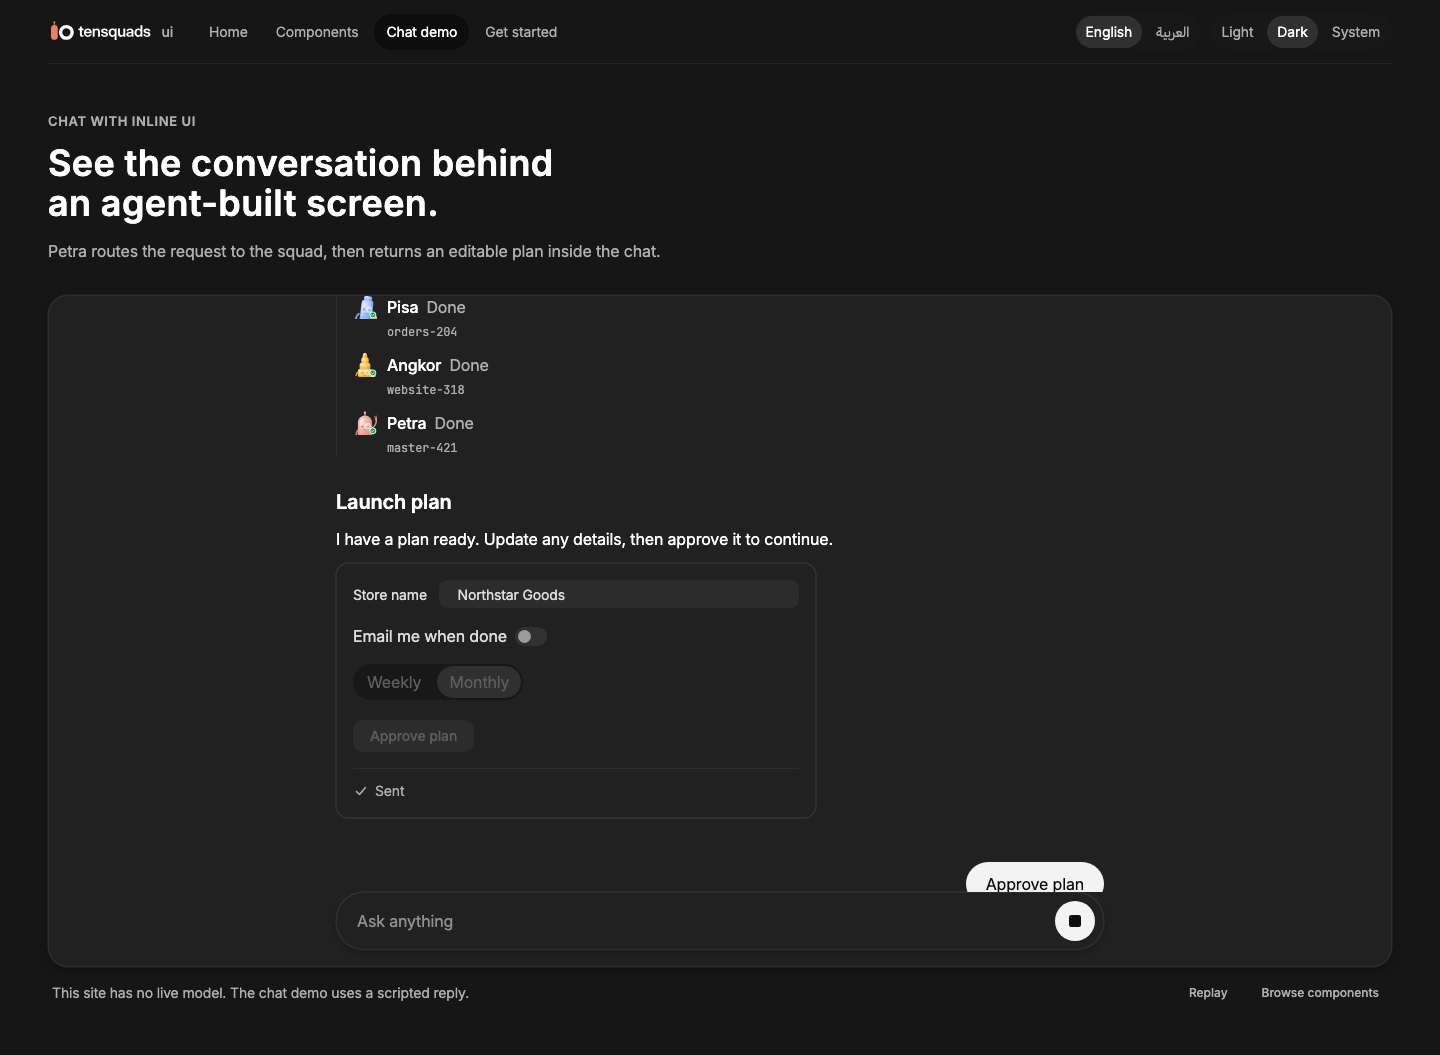 tensquads ui
Home
Components
Chat demo
Get started
English
العربية
Light
Dark
System
CHAT WITH INLINE UI
See the conversation behind
an agent-built screen.
Petra routes the request to the squad, then returns an editable plan inside the chat.
Pisa Done
orders-204
Angkor Done
website-318
Petra Done
master-421
Launch plan
I have a plan ready. Update any details, then approve it to continue.
Store name Northstar Goods
Email me when done
Weekly Monthly
Approve plan
Sent
Approve plan
Ask anything
This site has no live model. The chat demo uses a scripted reply.
Replay
Browse components